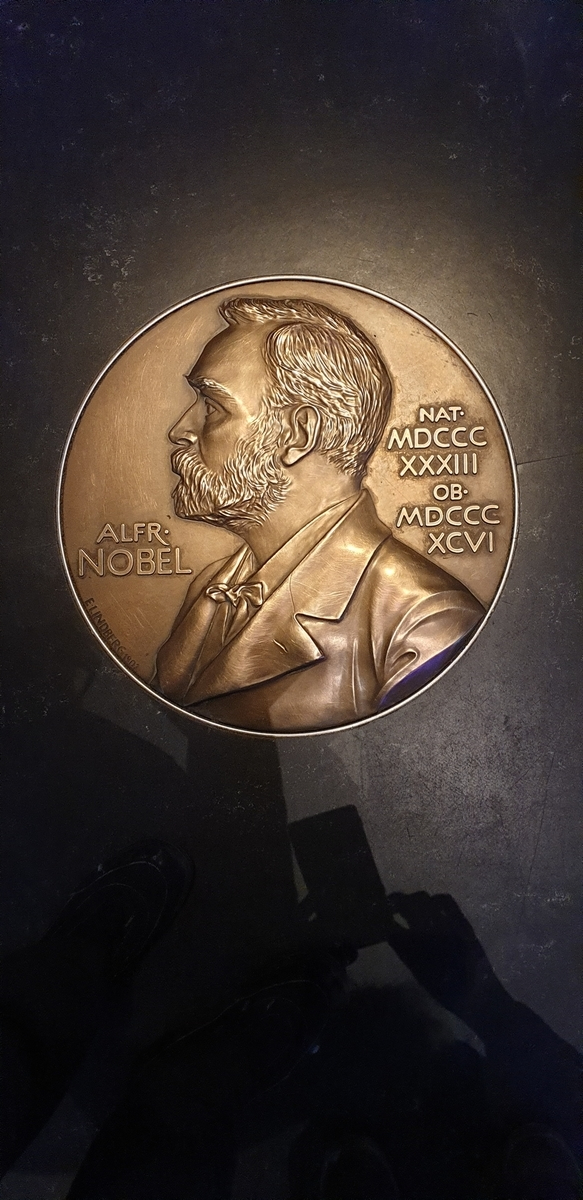 ALFR·
NOBEL
NAT·
MDCCC
XXXIII
OB·
MDCCC
XCVI
E. LINDBERG